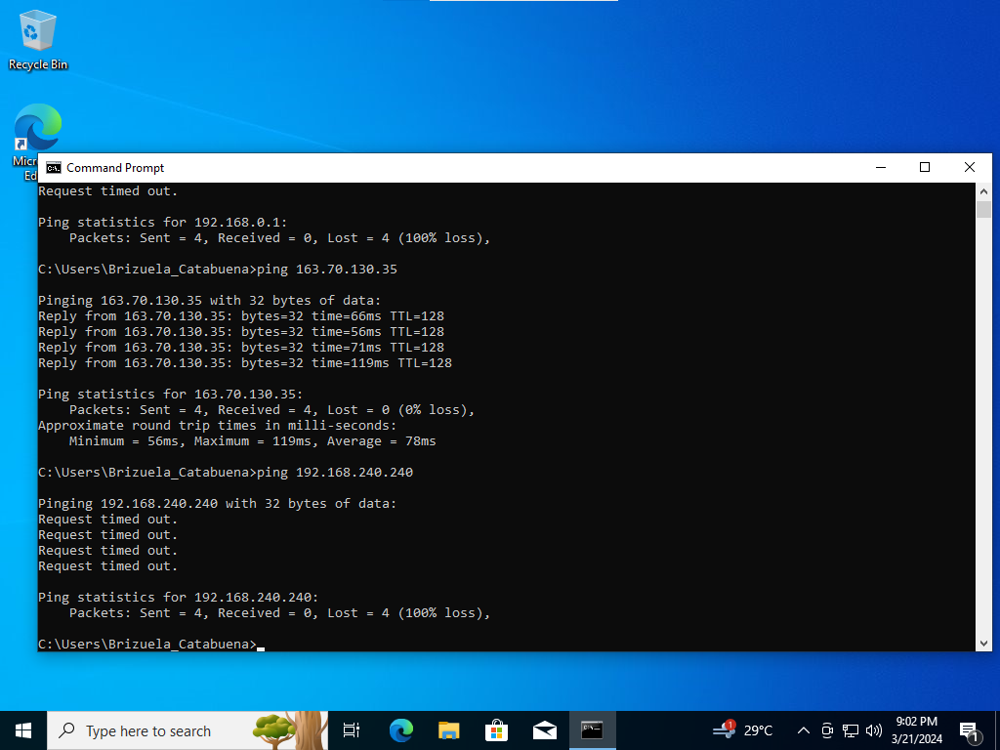 Recycle Bin
Micr
Ed
Command Prompt
Request timed out.
Ping statistics for 192.168.0.1:
Packets: Sent = 4, Received = 0, Lost = 4 (100% loss),
C:\Users\Brizuela_Catabuena>ping 163.70.130.35
Pinging 163.70.130.35 with 32 bytes of data:
Reply from 163.70.130.35: bytes=32 time=66ms TTL=128
Reply from 163.70.130.35: bytes=32 time=56ms TTL=128
Reply from 163.70.130.35: bytes=32 time=71ms TTL=128
Reply from 163.70.130.35: bytes=32 time=119ms TTL=128
Ping statistics for 163.70.130.35:
Packets: Sent = 4, Received = 4, Lost = 0 (0% loss),
Approximate round trip times in milli-seconds:
Minimum = 56ms, Maximum = 119ms, Average = 78ms
C:\Users\Brizuela_Catabuena>ping 192.168.240.240
Pinging 192.168.240.240 with 32 bytes of data:
Request timed out.
Request timed out.
Request timed out.
Request timed out.
Ping statistics for 192.168.240.240:
Packets: Sent = 4, Received = 0, Lost = 4 (100% loss),
C:\Users\Brizuela_Catabuena>
Type here to search
1
29°C
9:02 PM
3/21/2024
1